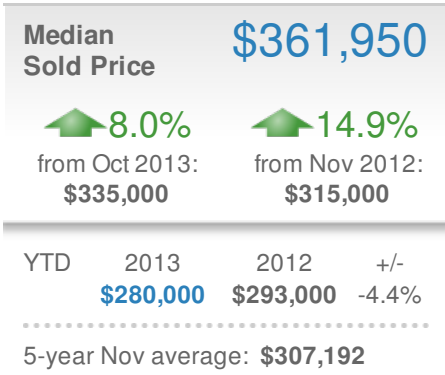 Median
Sold Price
$361,950
8.0%
from Oct 2013:
$335,000
14.9%
from Nov 2012:
$315,000
YTD 2013 2012 +/-
$280,000 $293,000 -4.4%
5-year Nov average: $307,192